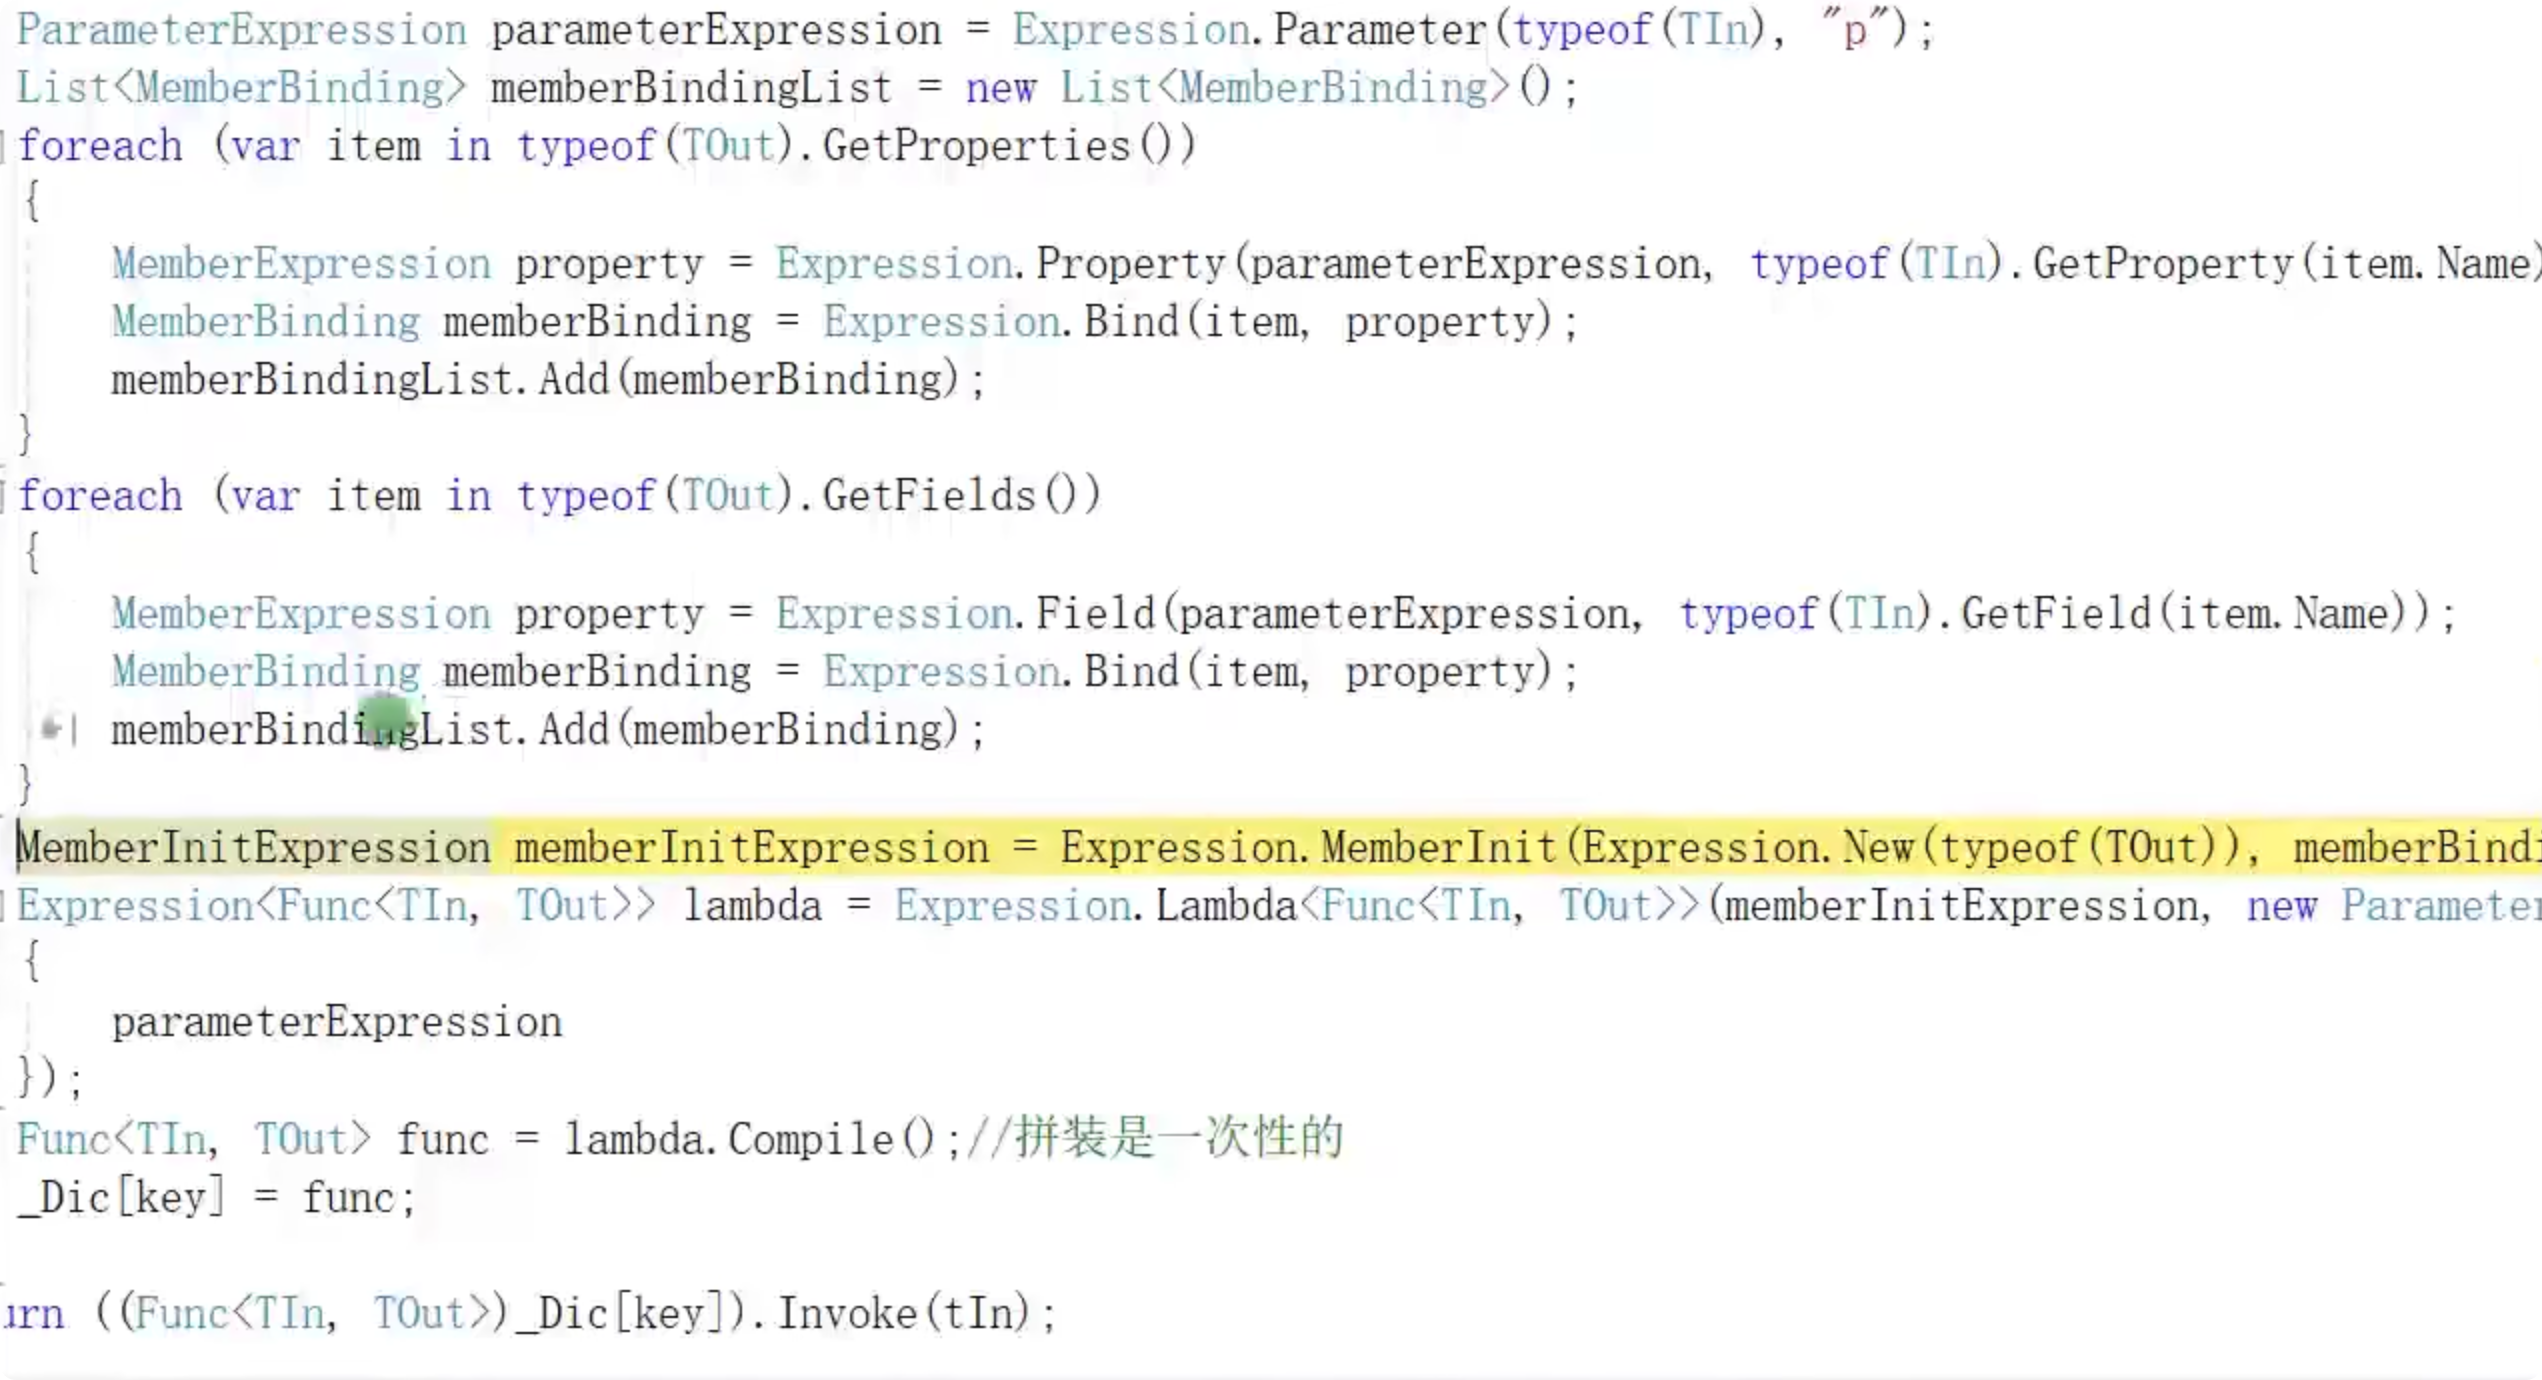 ParameterExpression parameterExpression = Expression.Parameter(typeof(TIn), "p");
List<MemberBinding> memberBindingList = new List<MemberBinding>();
foreach (var item in typeof(TOut).GetProperties())
{
MemberExpression property = Expression.Property(parameterExpression, typeof(TIn).GetProperty(item.Name)
MemberBinding memberBinding = Expression.Bind(item, property);
memberBindingList.Add(memberBinding);
}
foreach (var item in typeof(TOut).GetFields())
{
MemberExpression property = Expression.Field(parameterExpression, typeof(TIn).GetField(item.Name));
MemberBinding memberBinding = Expression.Bind(item, property);
memberBindingList.Add(memberBinding);
}
MemberInitExpression memberInitExpression = Expression.MemberInit(Expression.New(typeof(TOut)), memberBindi
Expression<Func<TIn, TOut>> lambda = Expression.Lambda<Func<TIn, TOut>>(memberInitExpression, new Parameter
{
parameterExpression
});
Func<TIn, TOut> func = lambda.Compile();//拼装是一次性的
_Dic[key] = func;
urn ((Func<TIn, TOut>)_Dic[key]).Invoke(tIn);